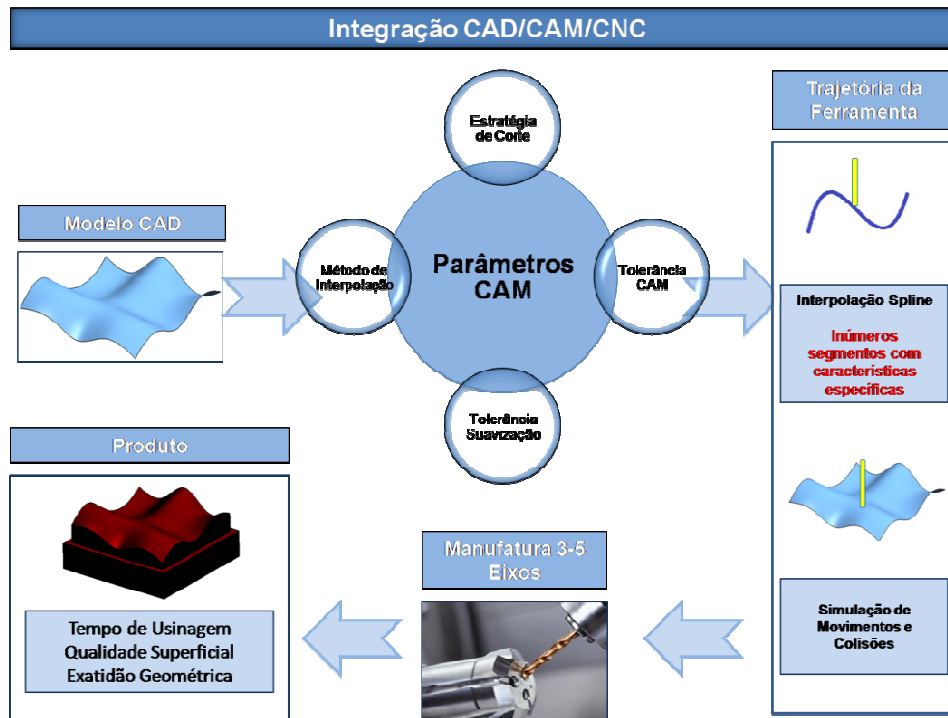 Integração CAD/CAM/CNC
Estratégia
de Corte
Modelo CAD
Método de
Interpolação
Parâmetros
CAM
Tolerância
CAM
Tolerância
Suavização
Trajetória da
Ferramenta
Interpolação Spline
Inúmeros
segmentos com
características
específicas
Simulação de
Movimentos e
Colisões
Manufatura 3-5
Eixos
Produto
Tempo de Usinagem
Qualidade Superficial
Exatidão Geométrica